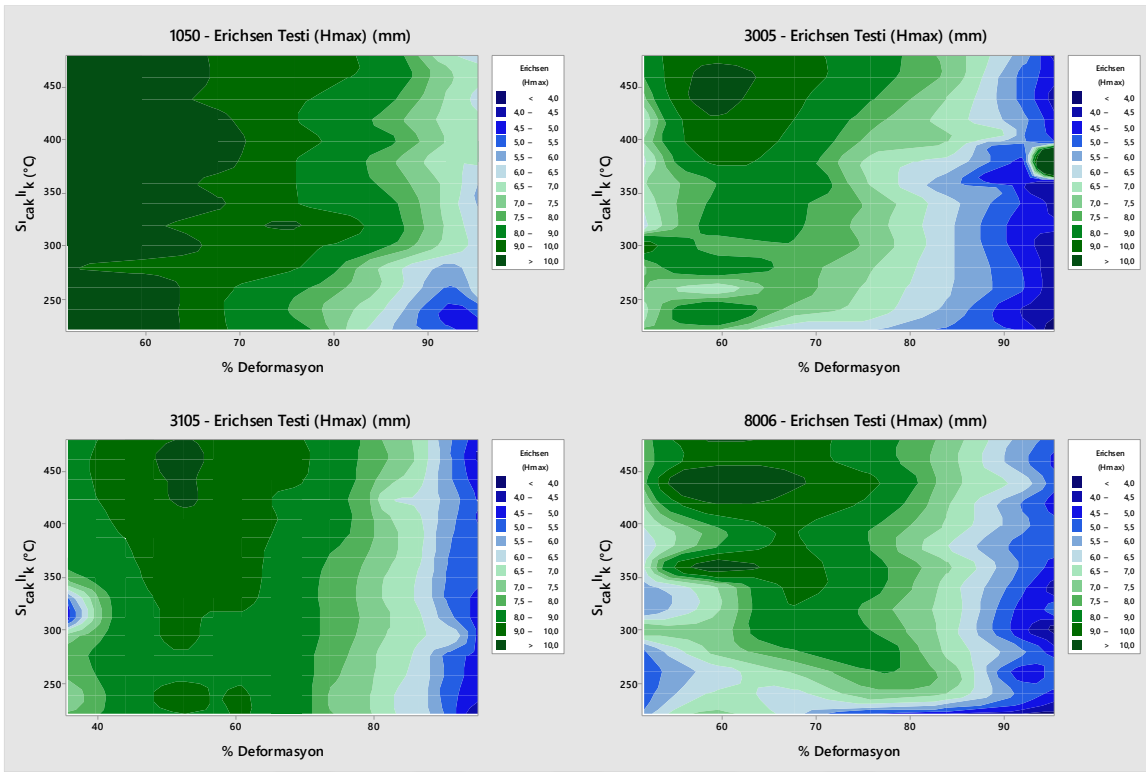 1050 - Erichsen Testi (Hmax) (mm)
Sıcaklık (°C)
450
400
350
300
250
60
70
80
90
% Deformasyon
Erichsen
(Hmax)
< 4,0
4,0 – 4,5
4,5 – 5,0
5,0 – 5,5
5,5 – 6,0
6,0 – 6,5
6,5 – 7,0
7,0 – 7,5
7,5 – 8,0
8,0 – 9,0
9,0 – 10,0
> 10,0
3005 - Erichsen Testi (Hmax) (mm)
Sıcaklık (°C)
450
400
350
300
250
60
70
80
90
% Deformasyon
Erichsen
(Hmax)
< 4,0
4,0 – 4,5
4,5 – 5,0
5,0 – 5,5
5,5 – 6,0
6,0 – 6,5
6,5 – 7,0
7,0 – 7,5
7,5 – 8,0
8,0 – 9,0
9,0 – 10,0
> 10,0
3105 - Erichsen Testi (Hmax) (mm)
Sıcaklık (°C)
450
400
350
300
250
40
60
80
% Deformasyon
Erichsen
(Hmax)
< 4,0
4,0 – 4,5
4,5 – 5,0
5,0 – 5,5
5,5 – 6,0
6,0 – 6,5
6,5 – 7,0
7,0 – 7,5
7,5 – 8,0
8,0 – 9,0
9,0 – 10,0
> 10,0
8006 - Erichsen Testi (Hmax) (mm)
Sıcaklık (°C)
450
400
350
300
250
60
70
80
90
% Deformasyon
Erichsen
(Hmax)
< 4,0
4,0 – 4,5
4,5 – 5,0
5,0 – 5,5
5,5 – 6,0
6,0 – 6,5
6,5 – 7,0
7,0 – 7,5
7,5 – 8,0
8,0 – 9,0
9,0 – 10,0
> 10,0